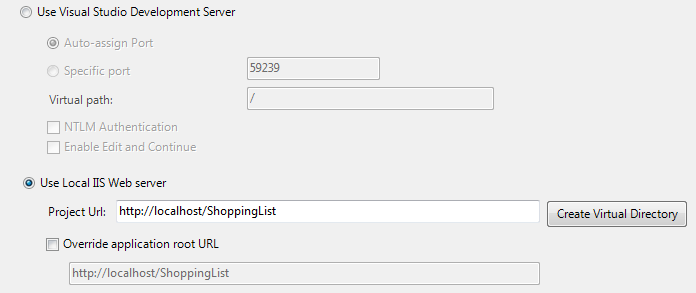 Use Visual Studio Development Server
Auto-assign Port
Specific port 59239
Virtual path: /
NTLM Authentication
Enable Edit and Continue
Use Local IIS Web server
Project Url: http://localhost/ShoppingList Create Virtual Directory
Override application root URL
http://localhost/ShoppingList